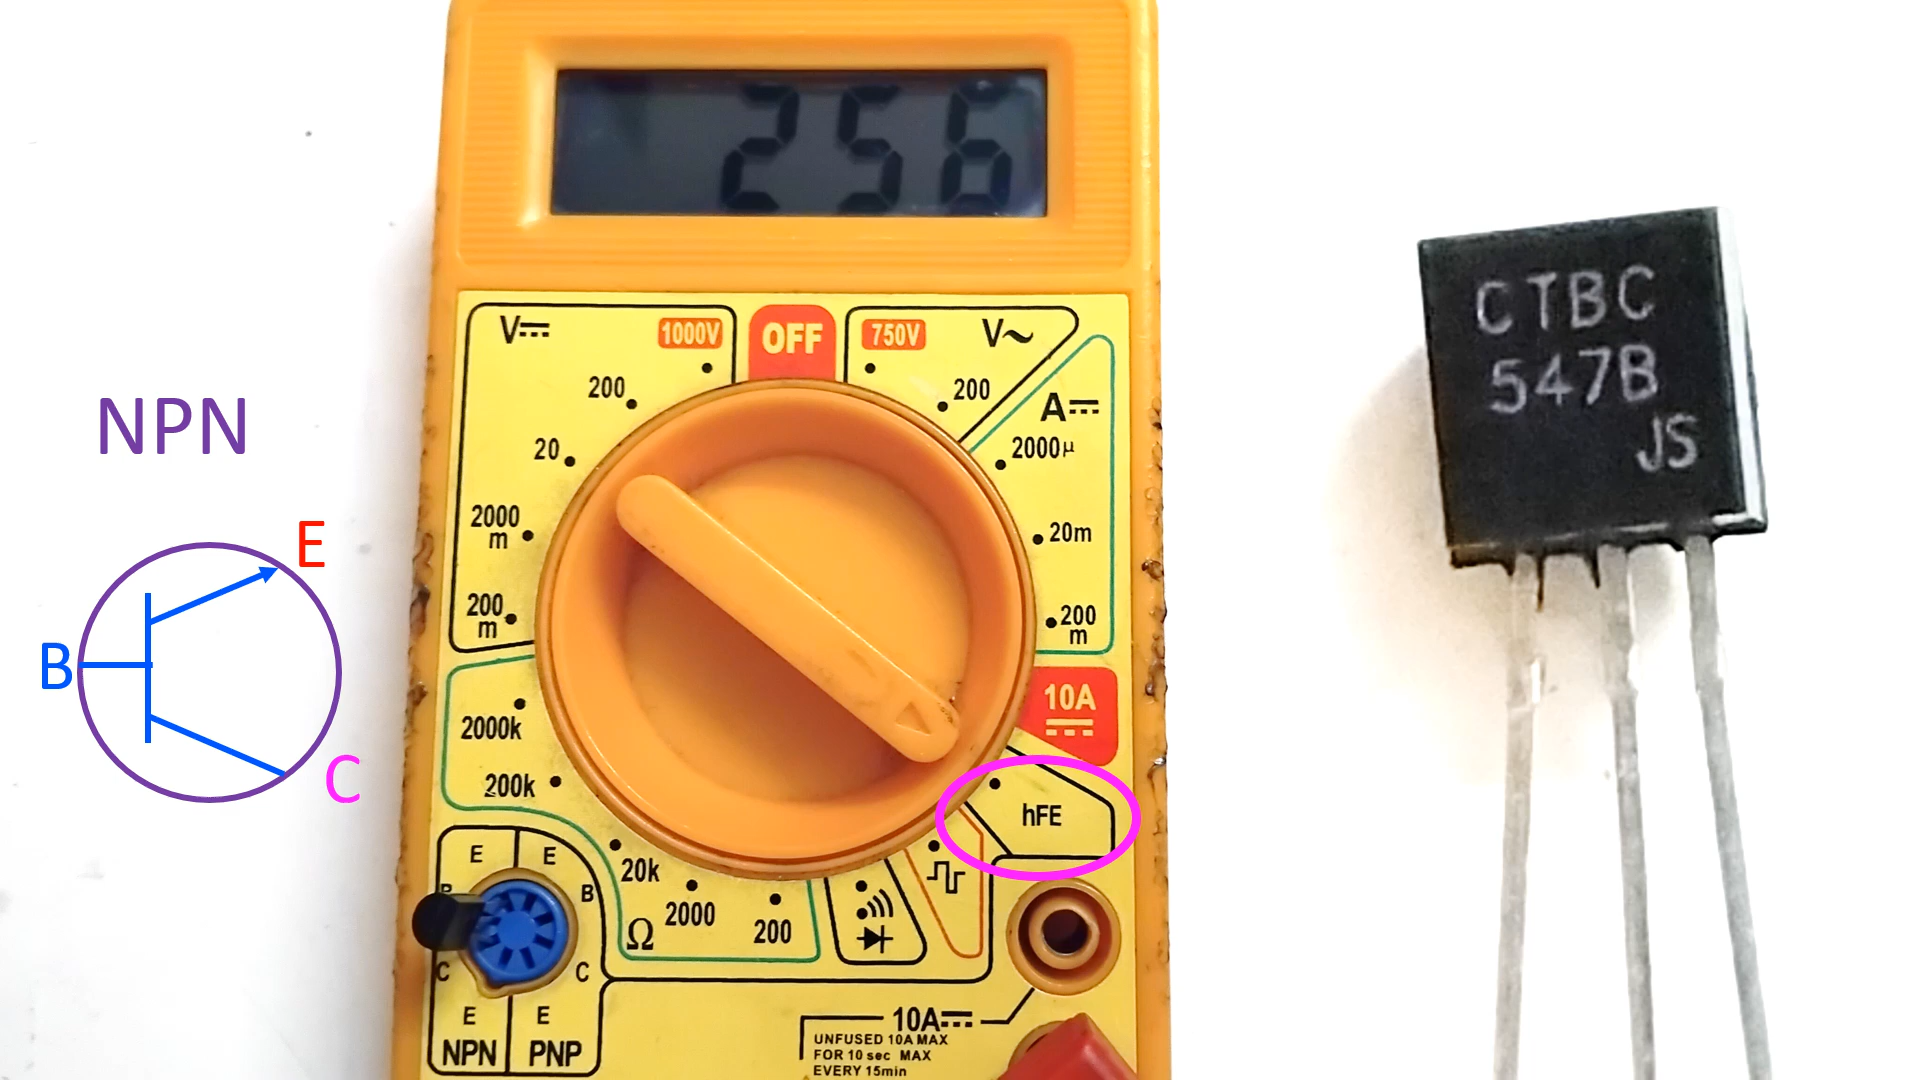 256
NPN
E
B
C
V
1000V
OFF
750V
V~
200
200
A
20
2000µ
2000
m
20m
200
m
200
m
2000k
10A
200k
hFE
20k
2000
200
Ω
E
E
B
B
C
C
E
E
NPN
PNP
10A
UNFUSED 10A MAX
FOR 10 sec MAX
EVERY 15min
CTBC
547B
JS